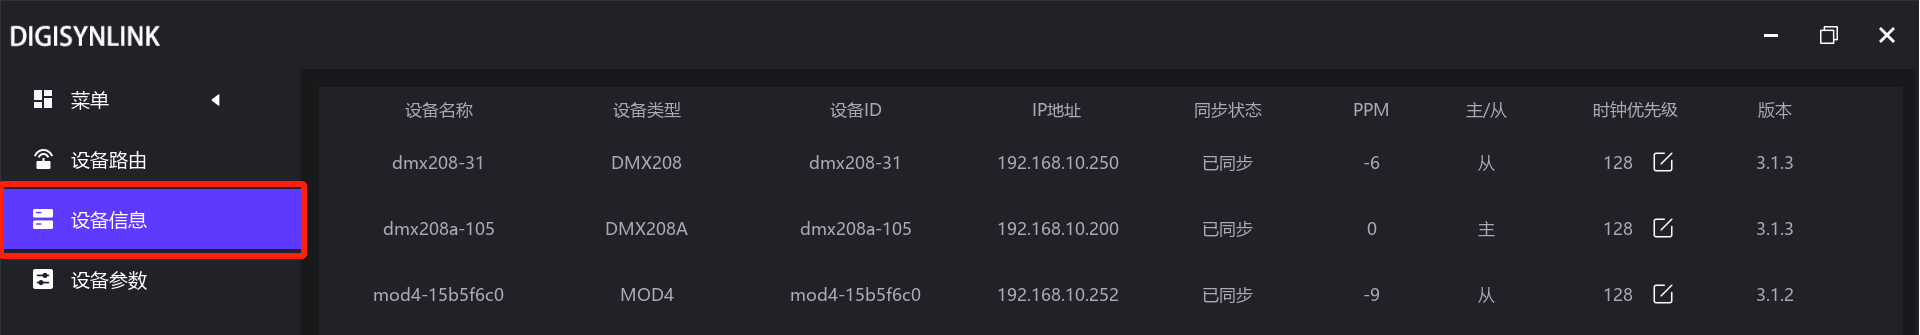 DIGISYNLINK
菜单
设备路由
设备信息
设备参数
设备名称 设备类型 设备ID IP地址 同步状态 PPM 主/从 时钟优先级 版本
dmx208-31 DMX208 dmx208-31 192.168.10.250 已同步 -6 从 128 3.1.3
dmx208a-105 DMX208A dmx208a-105 192.168.10.200 已同步 0 主 128 3.1.3
mod4-15b5f6c0 MOD4 mod4-15b5f6c0 192.168.10.252 已同步 -9 从 128 3.1.2